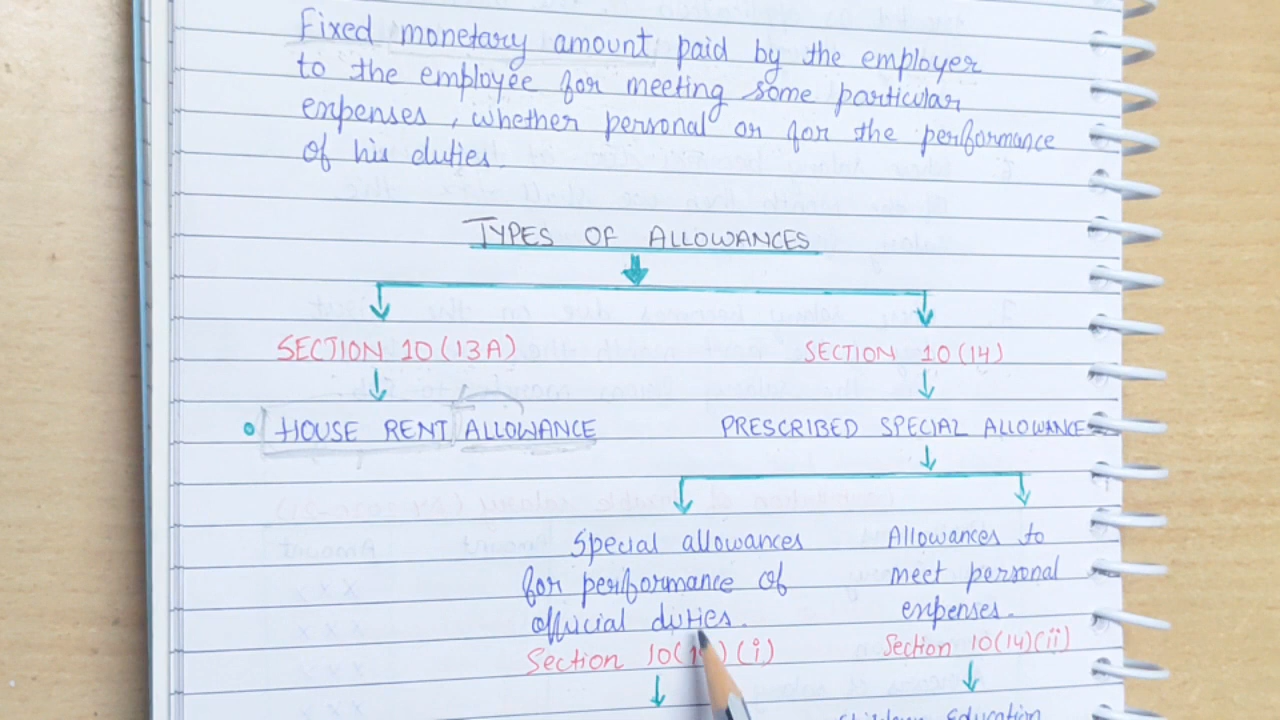 Fixed monetary amount paid by the employer
to the employee for meeting some particular
expenses, whether personal or for the performance
of his duties.
TYPES OF ALLOWANCES
SECTION 10(13A)
SECTION 10(14)
HOUSE RENT ALLOWANCE
PRESCRIBED SPECIAL ALLOWANCE
Special allowances
for performance of
official duties.
Section 10(14)(i)
Allowances to
meet personal
expenses.
Section 10(14)(ii)
Education